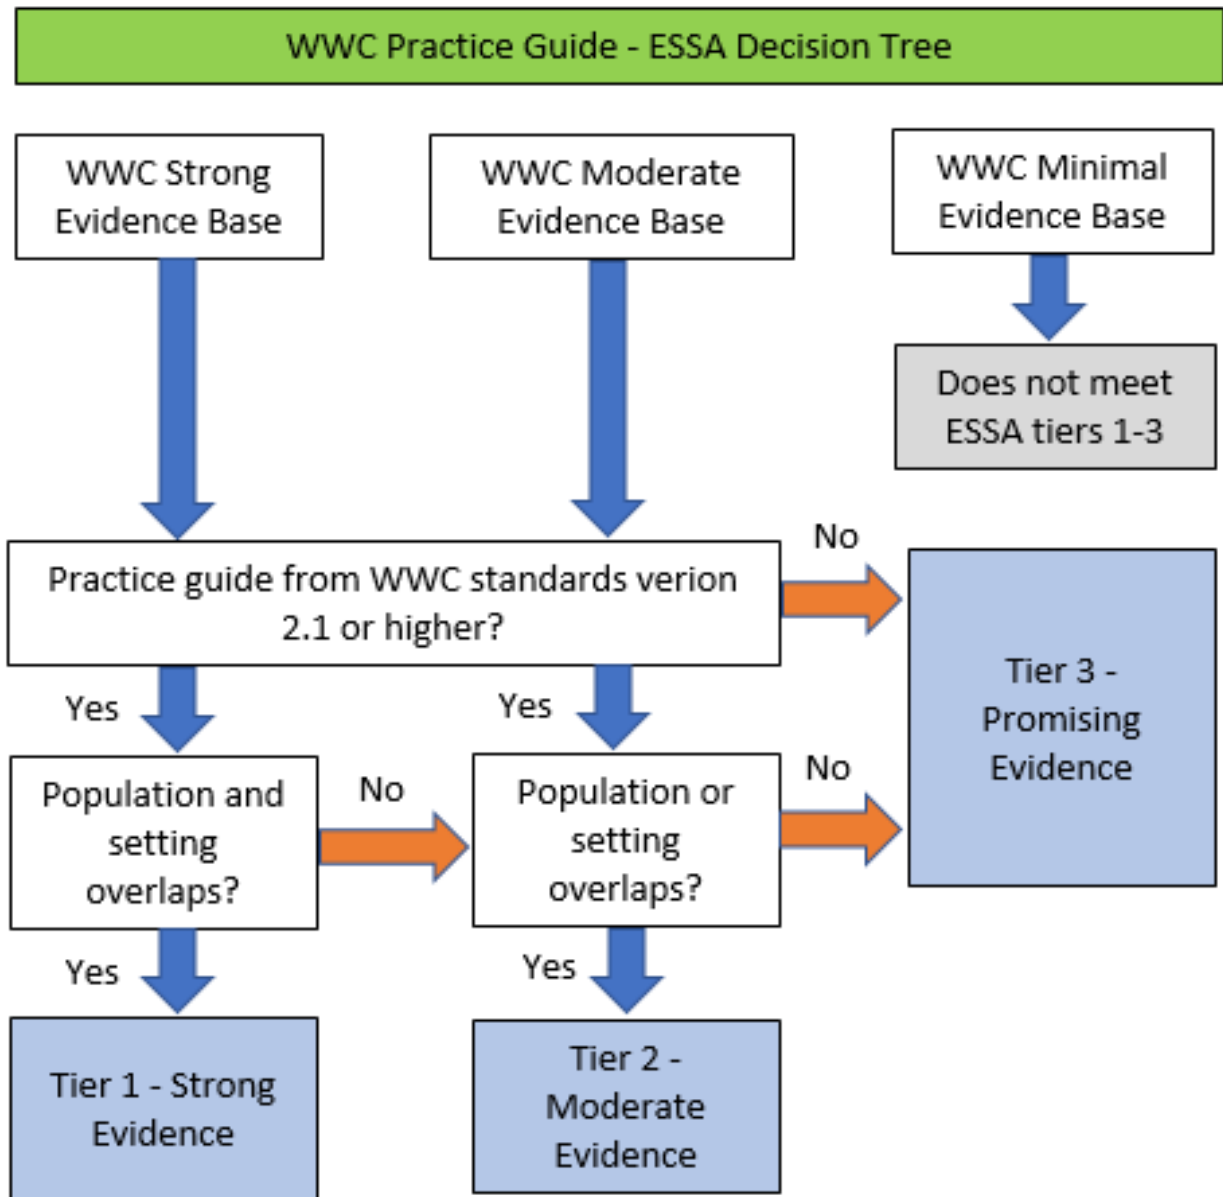 WWC Practice Guide - ESSA Decision Tree
WWC Strong
Evidence Base
WWC Moderate
Evidence Base
WWC Minimal
Evidence Base
Does not meet
ESSA tiers 1-3
Practice guide from WWC standards verion
2.1 or higher?
No
Tier 3 -
Promising
Evidence
Yes
Yes
Population and
setting
overlaps?
No
Population or
setting
overlaps?
No
Yes
Yes
Tier 1 - Strong
Evidence
Tier 2 -
Moderate
Evidence